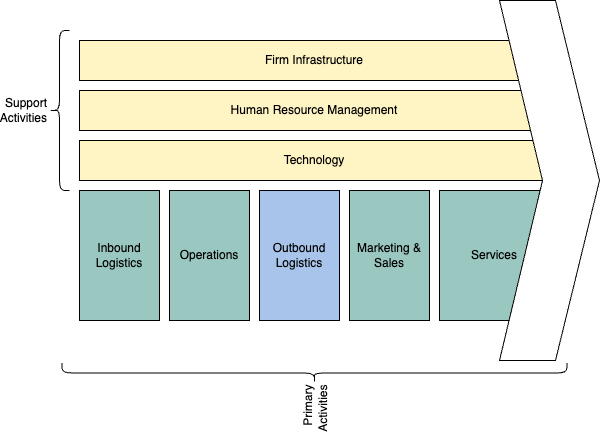 Firm Infrastructure
Support
Activities
Human Resource Management
Technology
Inbound
Logistics
Operations
Outbound
Logistics
Marketing &
Sales
Services
Primary
Activities